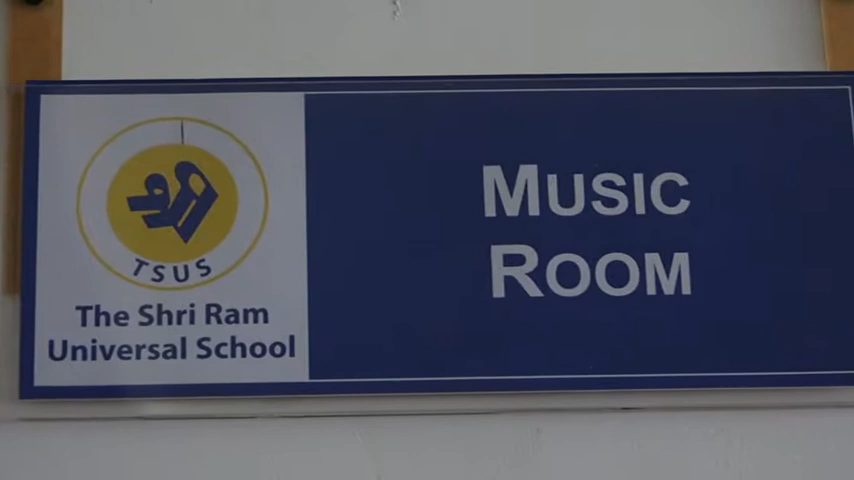 TSUS
The Shri Ram
Universal School
MUSIC
ROOM